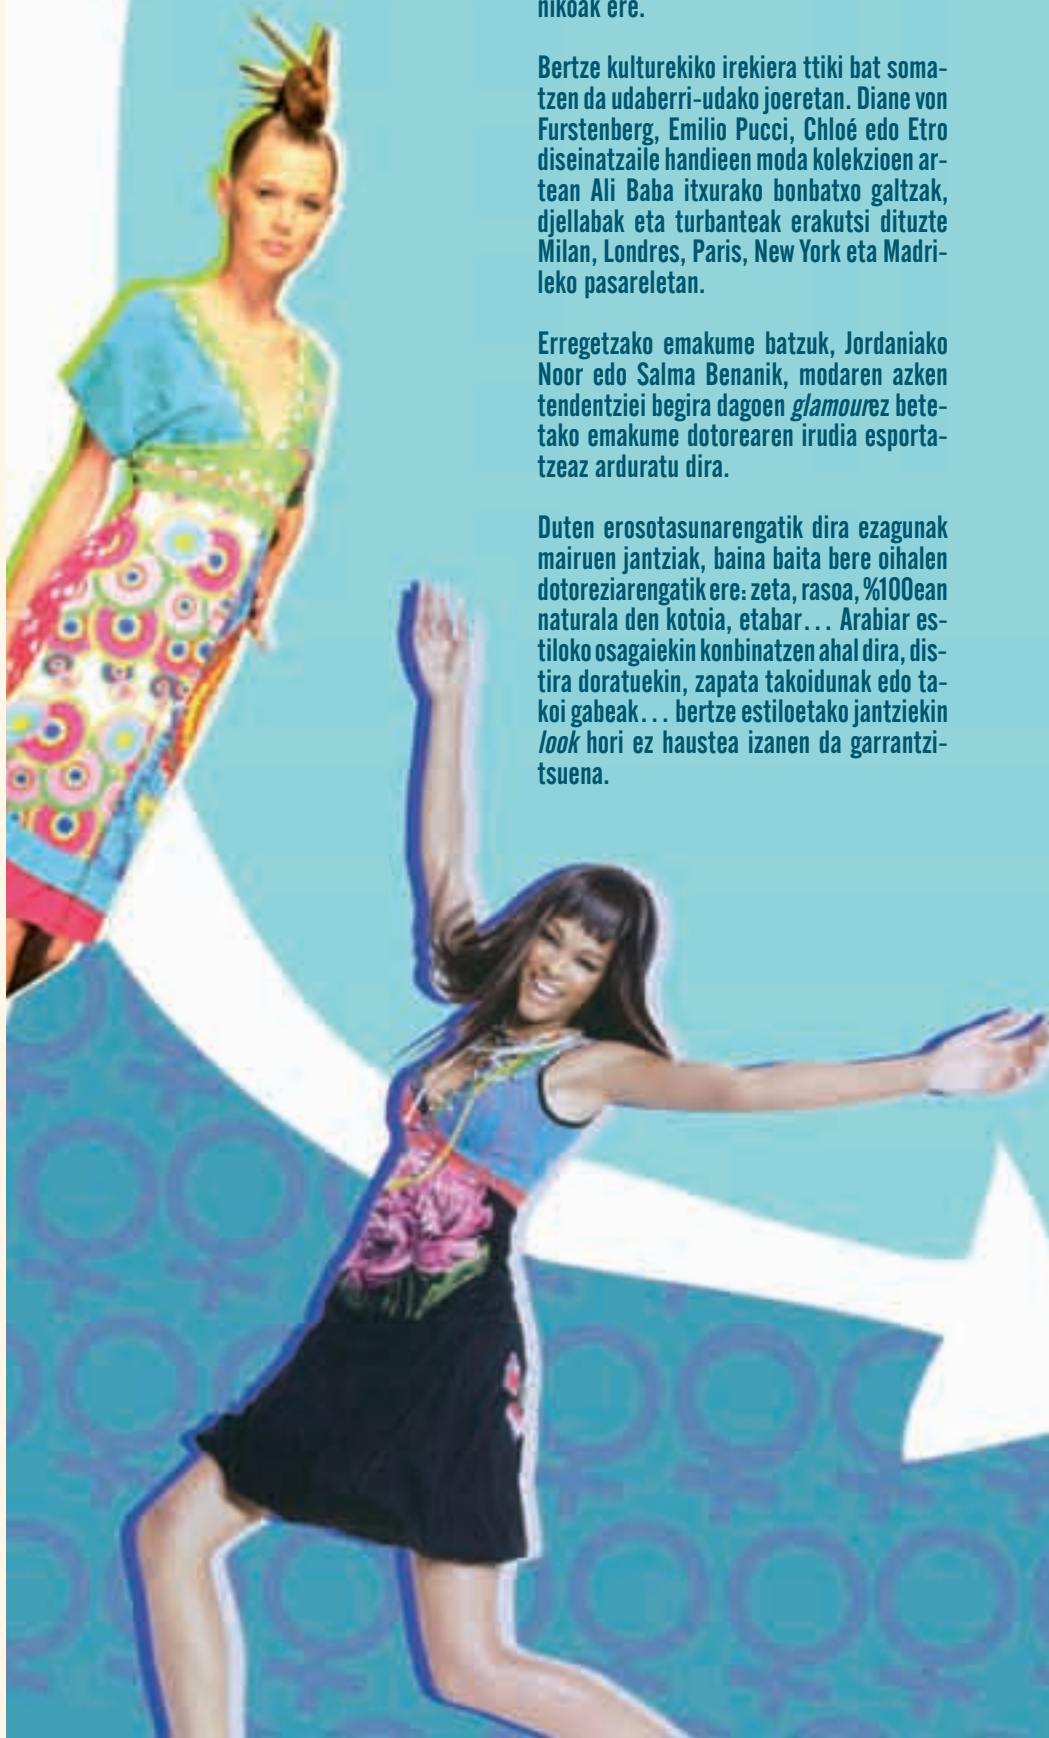 nikoak ere.
Bertze kulturekiko irekiera ttiki bat soma-
tzen da udaberri-udako joeretan. Diane von
Furstenberg, Emilio Pucci, Chloé edo Etro
diseinatzaile handieen moda kolekzioen ar-
tean Ali Baba itxurako bonbatxo galtzak,
djellabak eta turbanteak erakutsi dituzte
Milan, Londres, Paris, New York eta Madri-
leko pasareletan.
Erregetzako emakume batzuk, Jordaniako
Noor edo Salma Benanik, modaren azken
tendentziei begira dagoen glamourez bete-
tako emakume dotorearen irudia esporta-
tzeaz arduratu dira.
Duten erosotasunarengatik dira ezagunak
mairuen jantziak, baina baita bere oihalen
dotoreziarengatik ere: zeta, rasoa, %100ean
naturala den kotoia, etabar... Arabiar es-
tiloko osagaiekin konbinatzen ahal dira, dis-
tira doratuekin, zapata takoidunak edo ta-
koi gabeak... bertze estiloetako jantziekin
look hori ez haustea izanen da garrantzi-
tsuena.